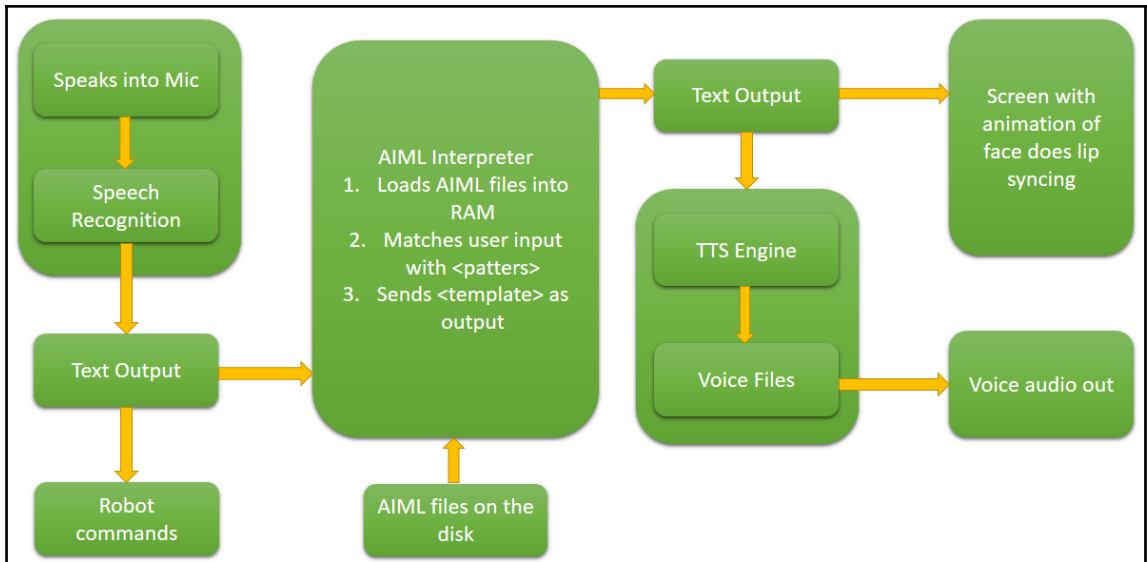 Speaks into Mic
Speech
Recognition
Text Output
Robot
commands
AIML Interpreter
1. Loads AIML files into
RAM
2. Matches user input
with <patters>
3. Sends <template> as
output
AIML files on the
disk
Text Output
TTS Engine
Voice Files
Screen with
animation of
face does lip
syncing
Voice audio out